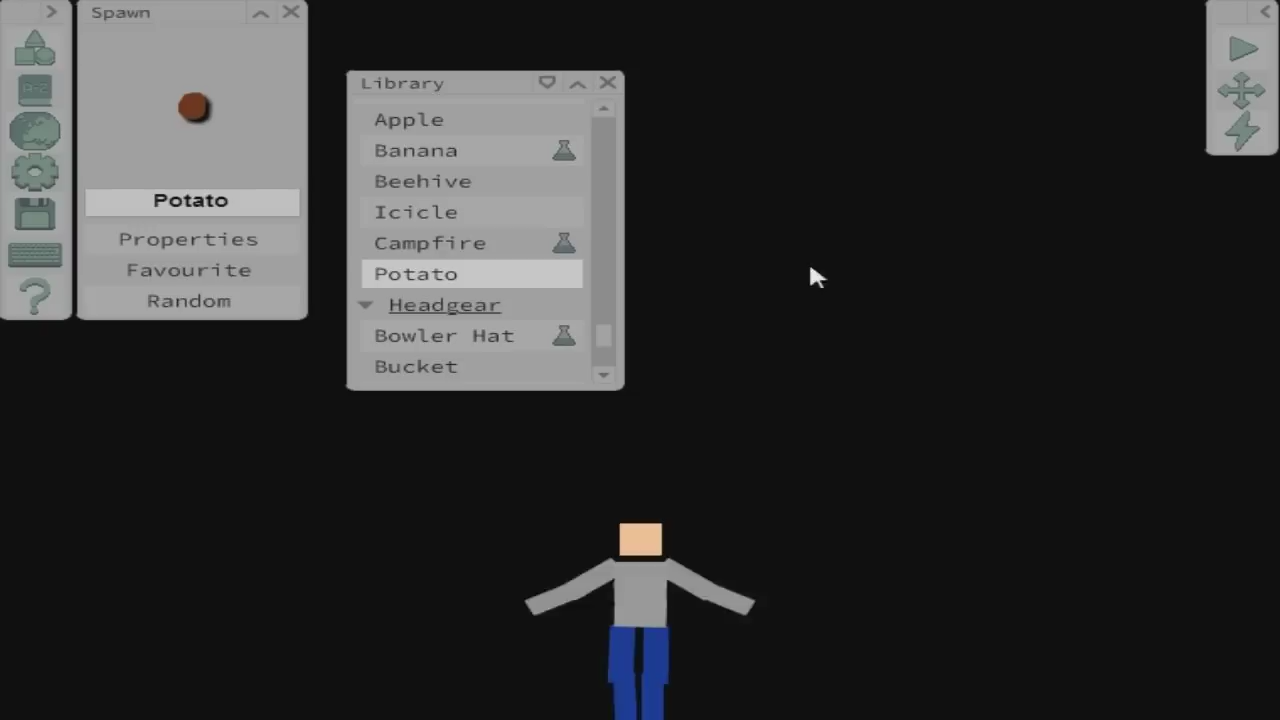 Spawn
Potato
Properties
Favourite
Random
Library
Apple
Banana
Beehive
Icicle
Campfire
Potato
Headgear
Bowler Hat
Bucket